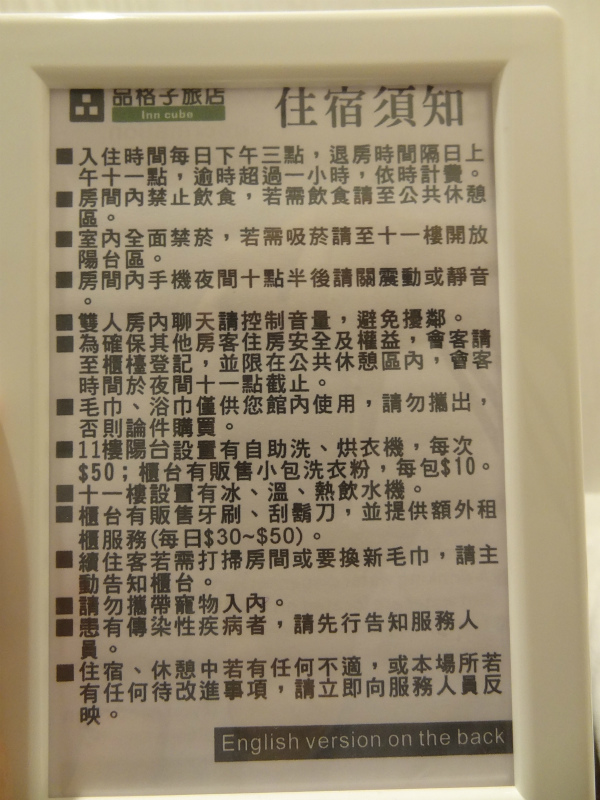 品格子旅店
Inn cube
住宿須知
■入住時間每日下午三點，退房時間隔日上
午十一點，逾時超過一小時，依時計費。
■房間內禁止飲食，若需飲食請至公共休憩
區。
■室內全面禁菸，若需吸菸請至十一樓開放
陽台區。
■房間內手機夜間十點半後請關震動或靜音
。
■雙人房內聊天請控制音量，避免擾鄰。
■為確保其他房客住房安全及權益，會客請
至櫃檯登記，並限在公共休憩區內，會客
時間於夜間十一點截止。
■毛巾、浴巾僅供您館內使用，請勿攜出，
否則論件購買。
■11樓陽台設置有自助洗、烘衣機，每次
$50；櫃台有販售小包洗衣粉，每包$10。
■十一樓設置有冰、溫、熱飲水機。
■櫃台有販售牙刷、刮鬍刀，並提供額外租
櫃服務(每日$30~$50)。
■續住客若需打掃房間或要換新毛巾，請主
動告知櫃台。
■請勿攜帶寵物入內。
■患有傳染性疾病者，請先行告知服務人
員。
■住宿、休憩中若有任何不適，或本場所若
有任何待改進事項，請立即向服務人員反
映。
English version on the back